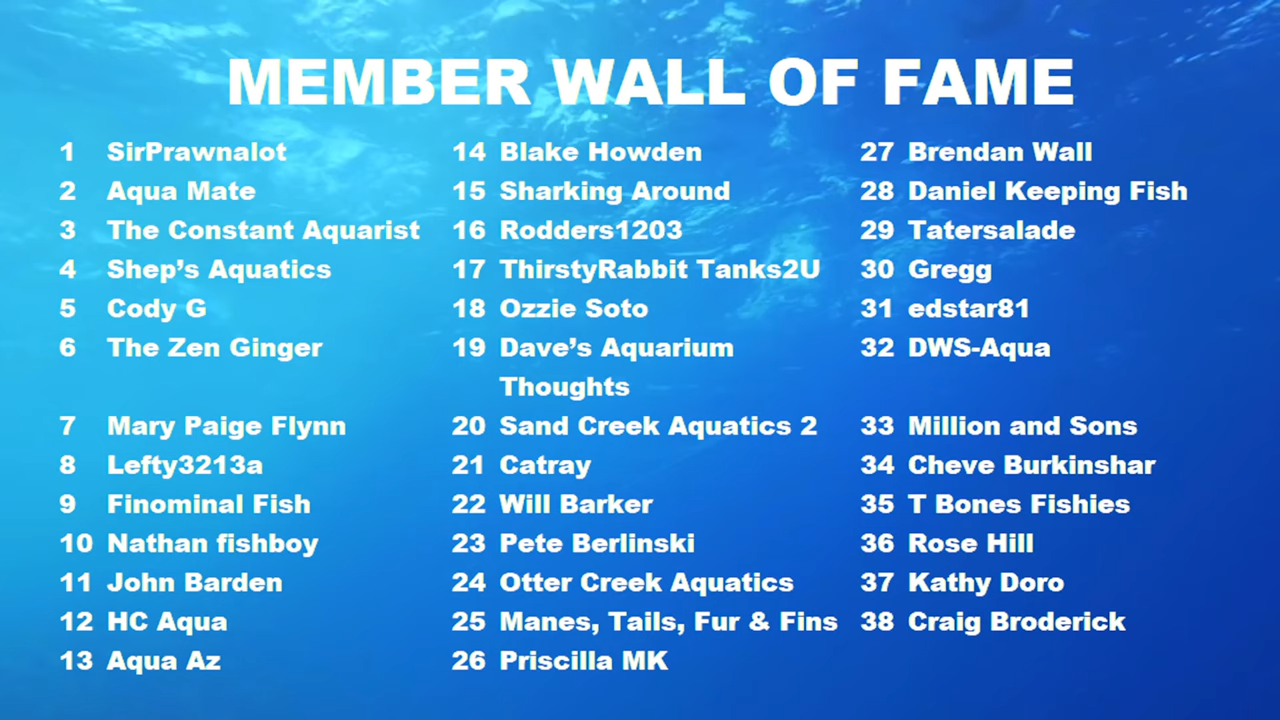 MEMBER WALL OF FAME
1 SirPrawnalot
2 Aqua Mate
3 The Constant Aquarist
4 Shep’s Aquatics
5 Cody G
6 The Zen Ginger
7 Mary Paige Flynn
8 Lefty3213a
9 Finominal Fish
10 Nathan fishboy
11 John Barden
12 HC Aqua
13 Aqua Az
14 Blake Howden
15 Sharking Around
16 Rodders1203
17 ThirstyRabbit Tanks2U
18 Ozzie Soto
19 Dave’s Aquarium
Thoughts
20 Sand Creek Aquatics 2
21 Catray
22 Will Barker
23 Pete Berlinski
24 Otter Creek Aquatics
25 Manes, Tails, Fur & Fins
26 Priscilla MK
27 Brendan Wall
28 Daniel Keeping Fish
29 Tatersalade
30 Gregg
31 edstar81
32 DWS-Aqua
33 Million and Sons
34 Cheve Burkinshar
35 T Bones Fishies
36 Rose Hill
37 Kathy Doro
38 Craig Broderick